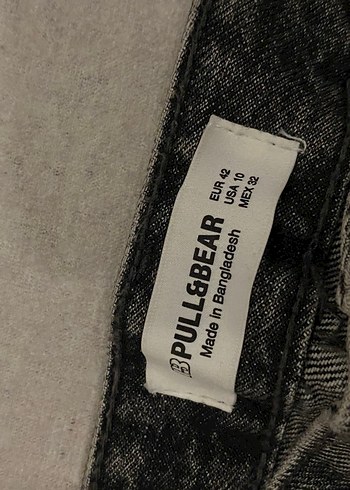 PULL&BEAR
Made in Bangladesh
EUR 42
USA 10
MEX 32